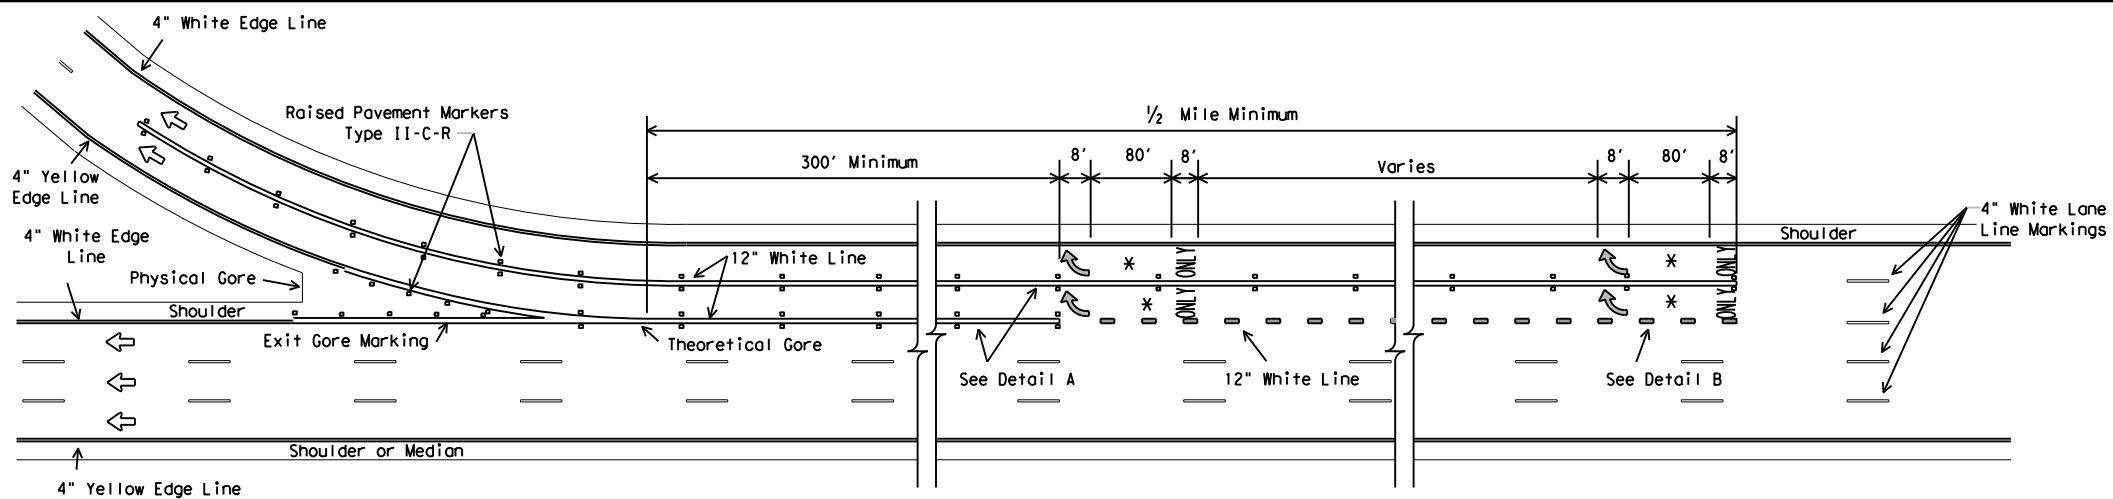 4" White Edge Line
Raised Pavement Markers
Type II-C-R
½ Mile Minimum
300' Minimum
8'
80'
8'
Varies
8'
80'
8'
4" Yellow
Edge Line
4" White Edge
Line
Physical Gore
Shoulder
Exit Gore Marking
Theoretical Gore
12" White Line
*
ONLY
*
ONLY
*
ONLY
*
ONLY
Shoulder
4" White Lane
Line Markings
See Detail A
12" White Line
See Detail B
Shoulder or Median
4" Yellow Edge Line